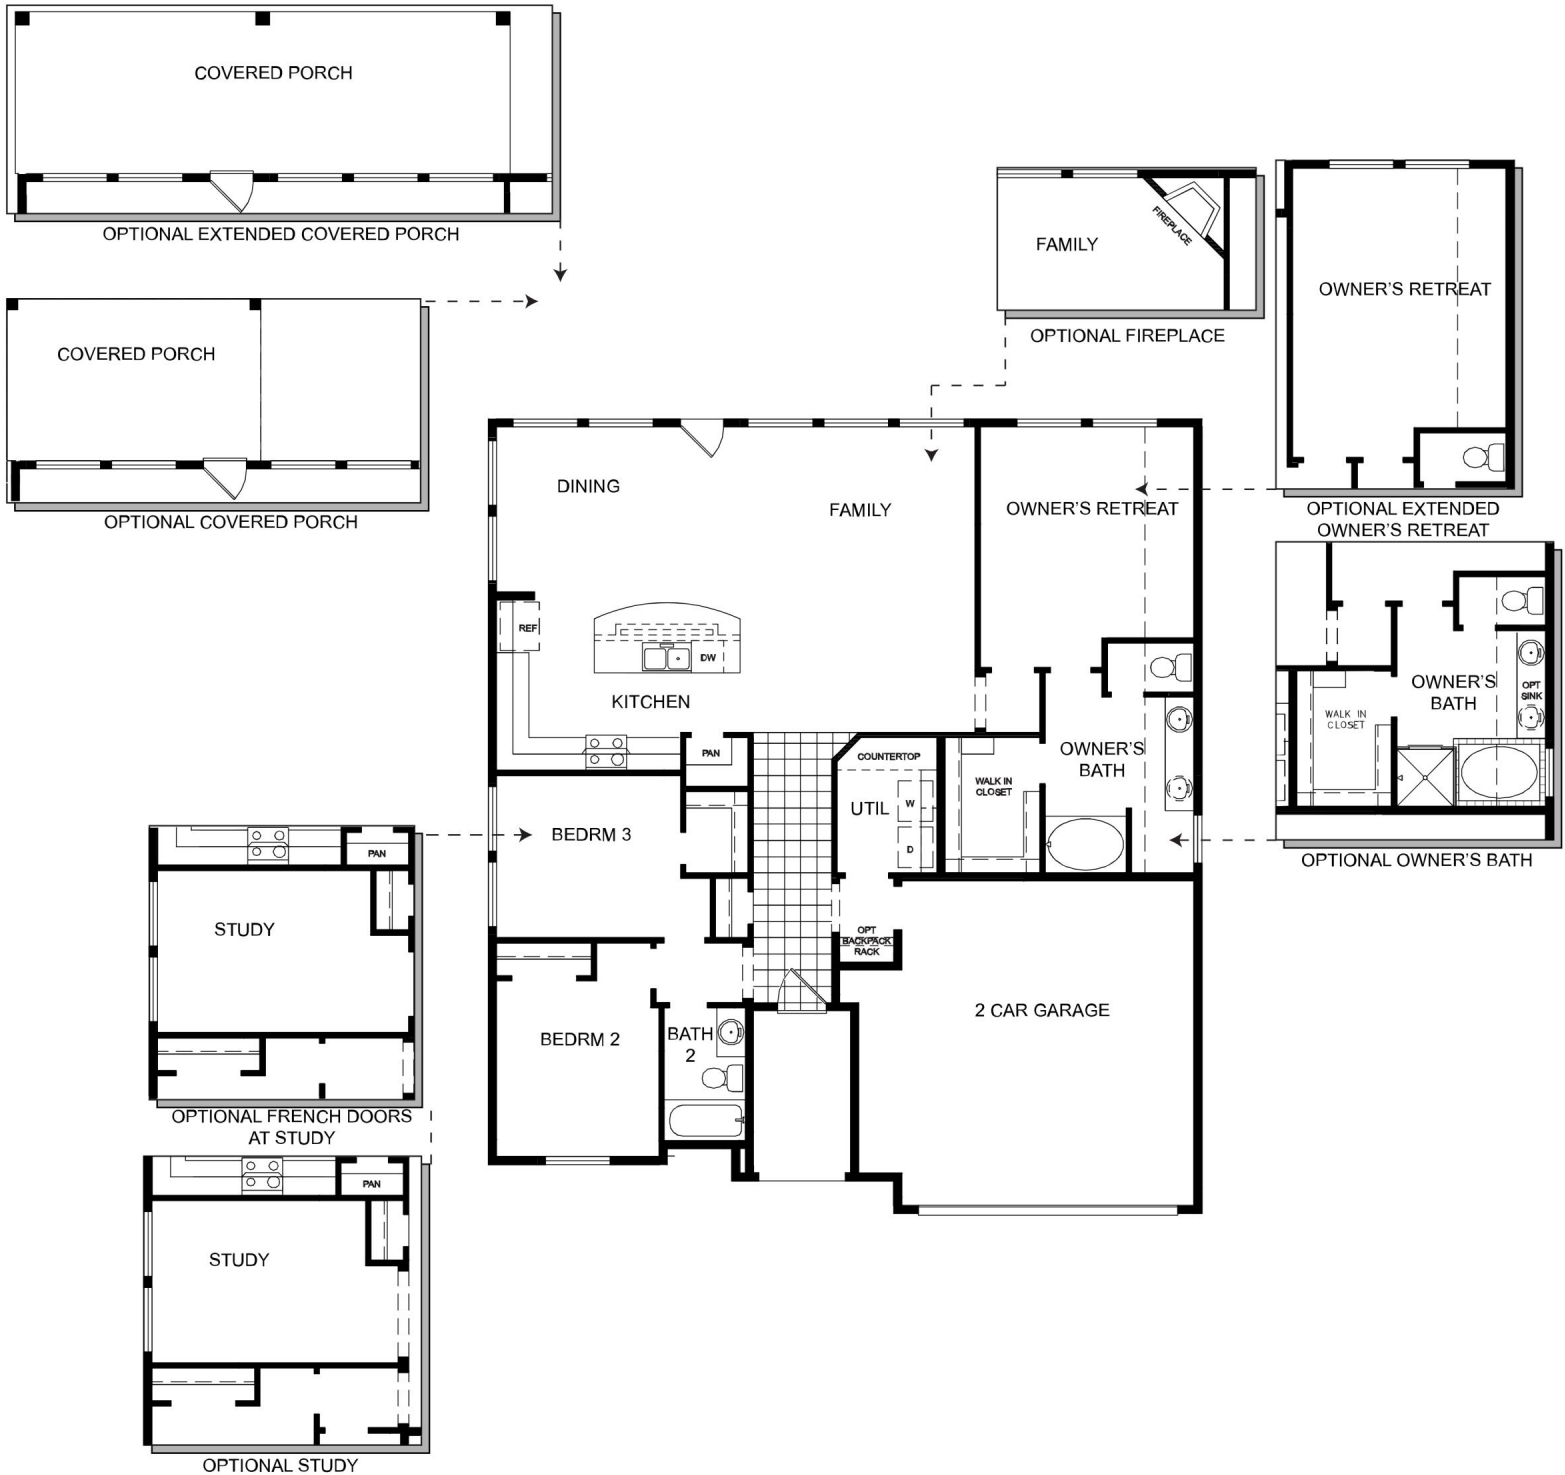 COVERED PORCH
OPTIONAL EXTENDED COVERED PORCH
COVERED PORCH
OPTIONAL COVERED PORCH
FAMILY
FIREPLACE
OPTIONAL FIREPLACE
OWNER'S RETREAT
OPTIONAL EXTENDED
OWNER'S RETREAT
DINING
FAMILY
OWNER'S RETREAT
REF
DW
KITCHEN
PAN
COUNTERTOP
UTIL
W
D
WALK IN
CLOSET
OWNER'S
BATH
BEDRM 3
OPT
BACKPACK
RACK
BEDRM 2
BATH
2
2 CAR GARAGE
OWNER'S
BATH
OPT
SINK
WALK IN
CLOSET
OPTIONAL OWNER'S BATH
PAN
STUDY
OPTIONAL FRENCH DOORS
AT STUDY
PAN
STUDY
OPTIONAL STUDY